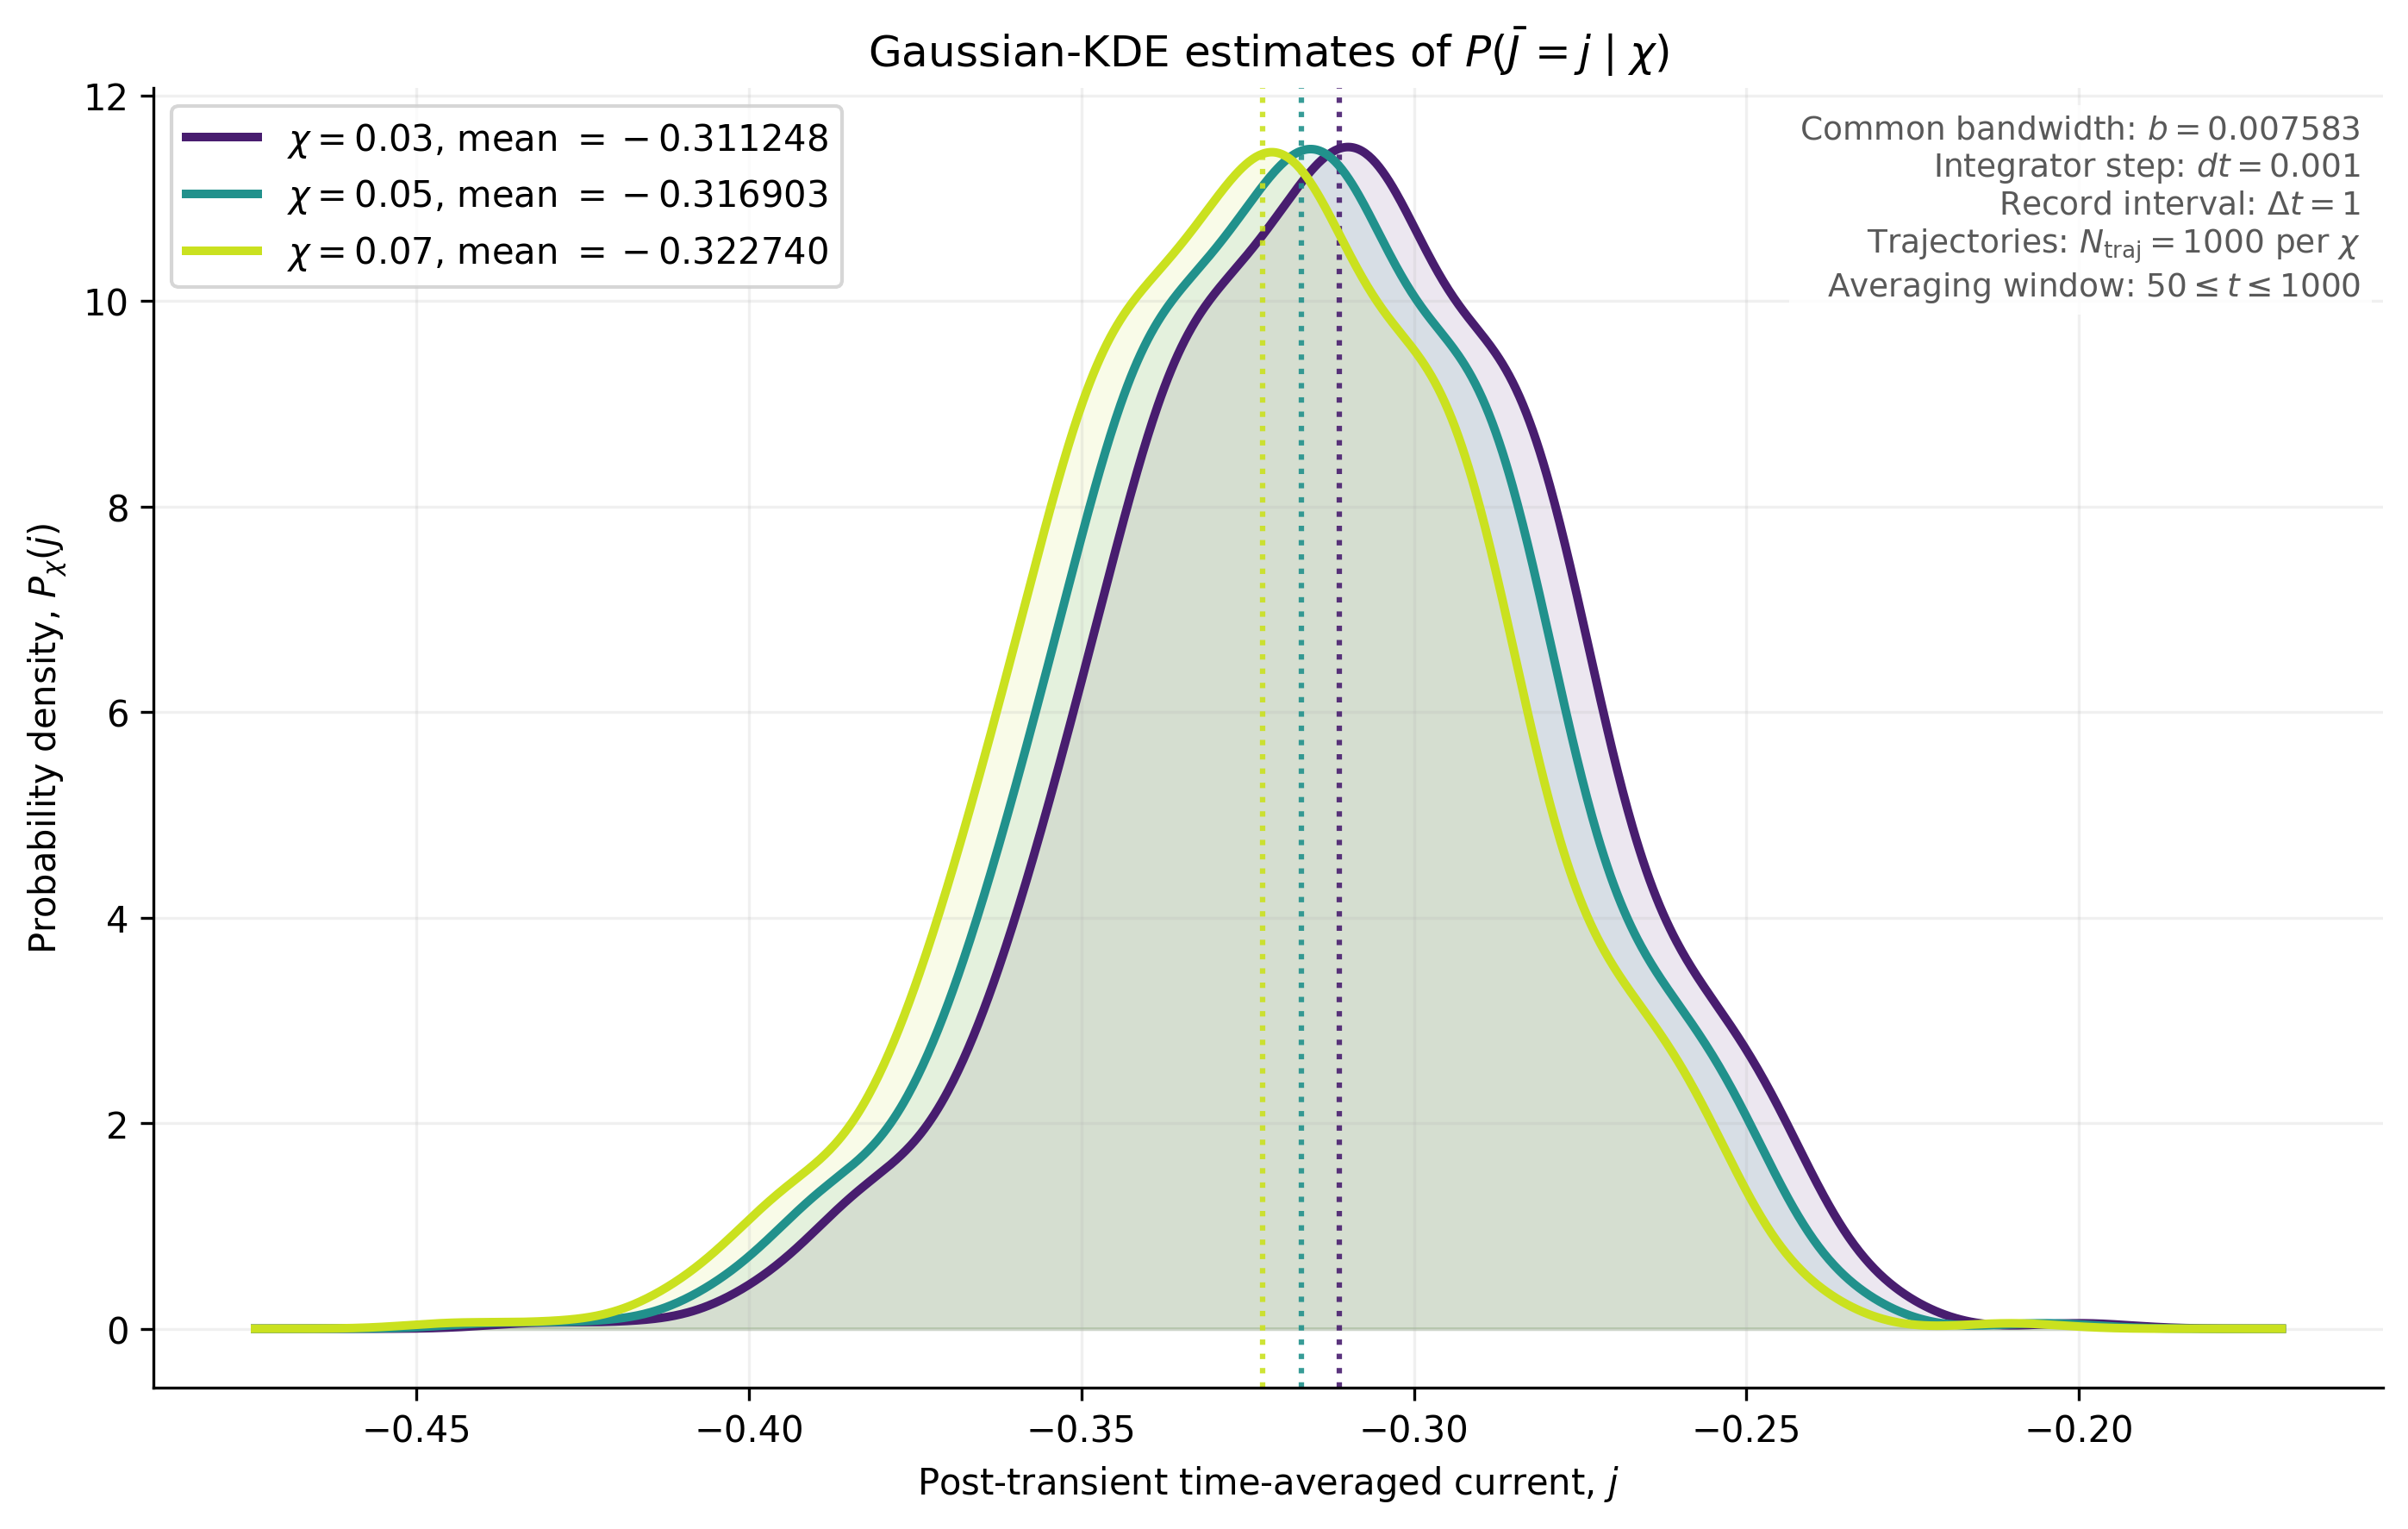 Gaussian-KDE estimates of P(J̄ = j | χ)
χ = 0.03, mean = −0.311248
χ = 0.05, mean = −0.316903
χ = 0.07, mean = −0.322740
Common bandwidth: b = 0.007583
Integrator step: dt = 0.001
Record interval: Δt = 1
Trajectories: N_traj = 1000 per χ
Averaging window: 50 ≤ t ≤ 1000
Probability density, P_χ(j)
12
10
8
6
4
2
0
−0.45
−0.40
−0.35
−0.30
−0.25
−0.20
Post-transient time-averaged current, j